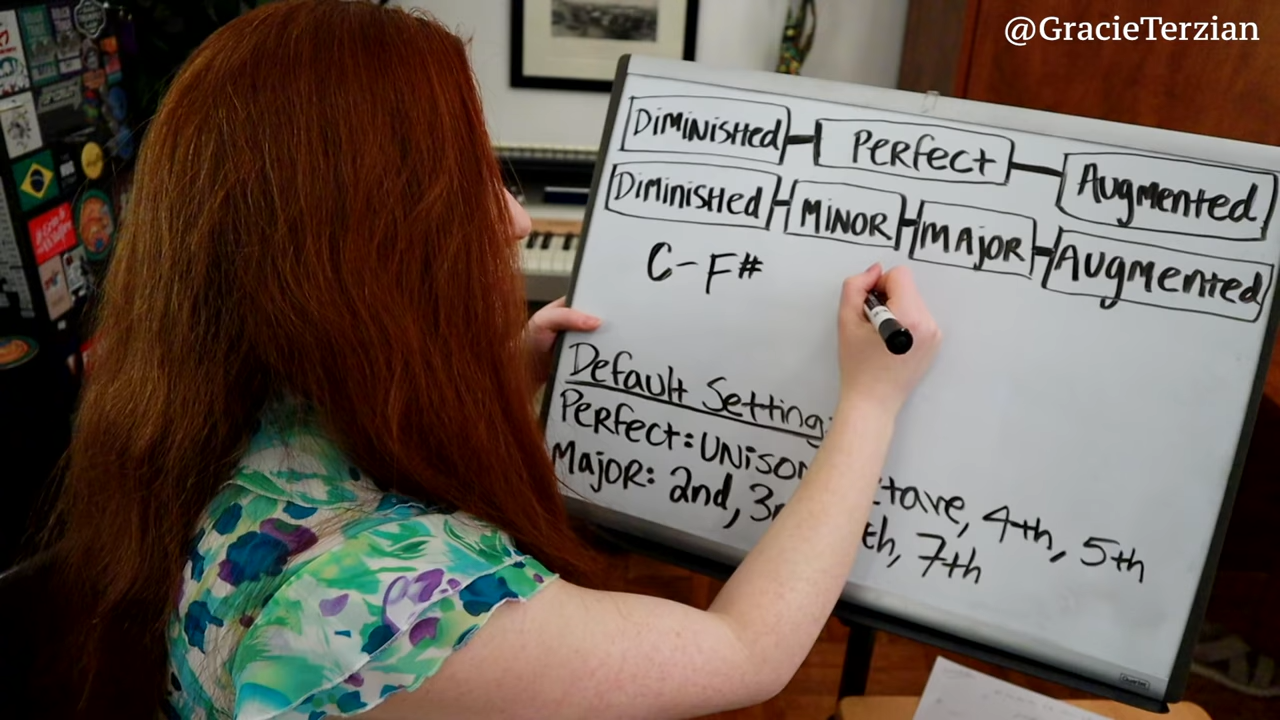 @GracieTerzian
Diminished Perfect Augmented
Diminished Minor Major Augmented
C-F#
Default Setting
Perfect: Unison tave, 4th, 5th
Major: 2nd, 3r th, 7th
Quartet